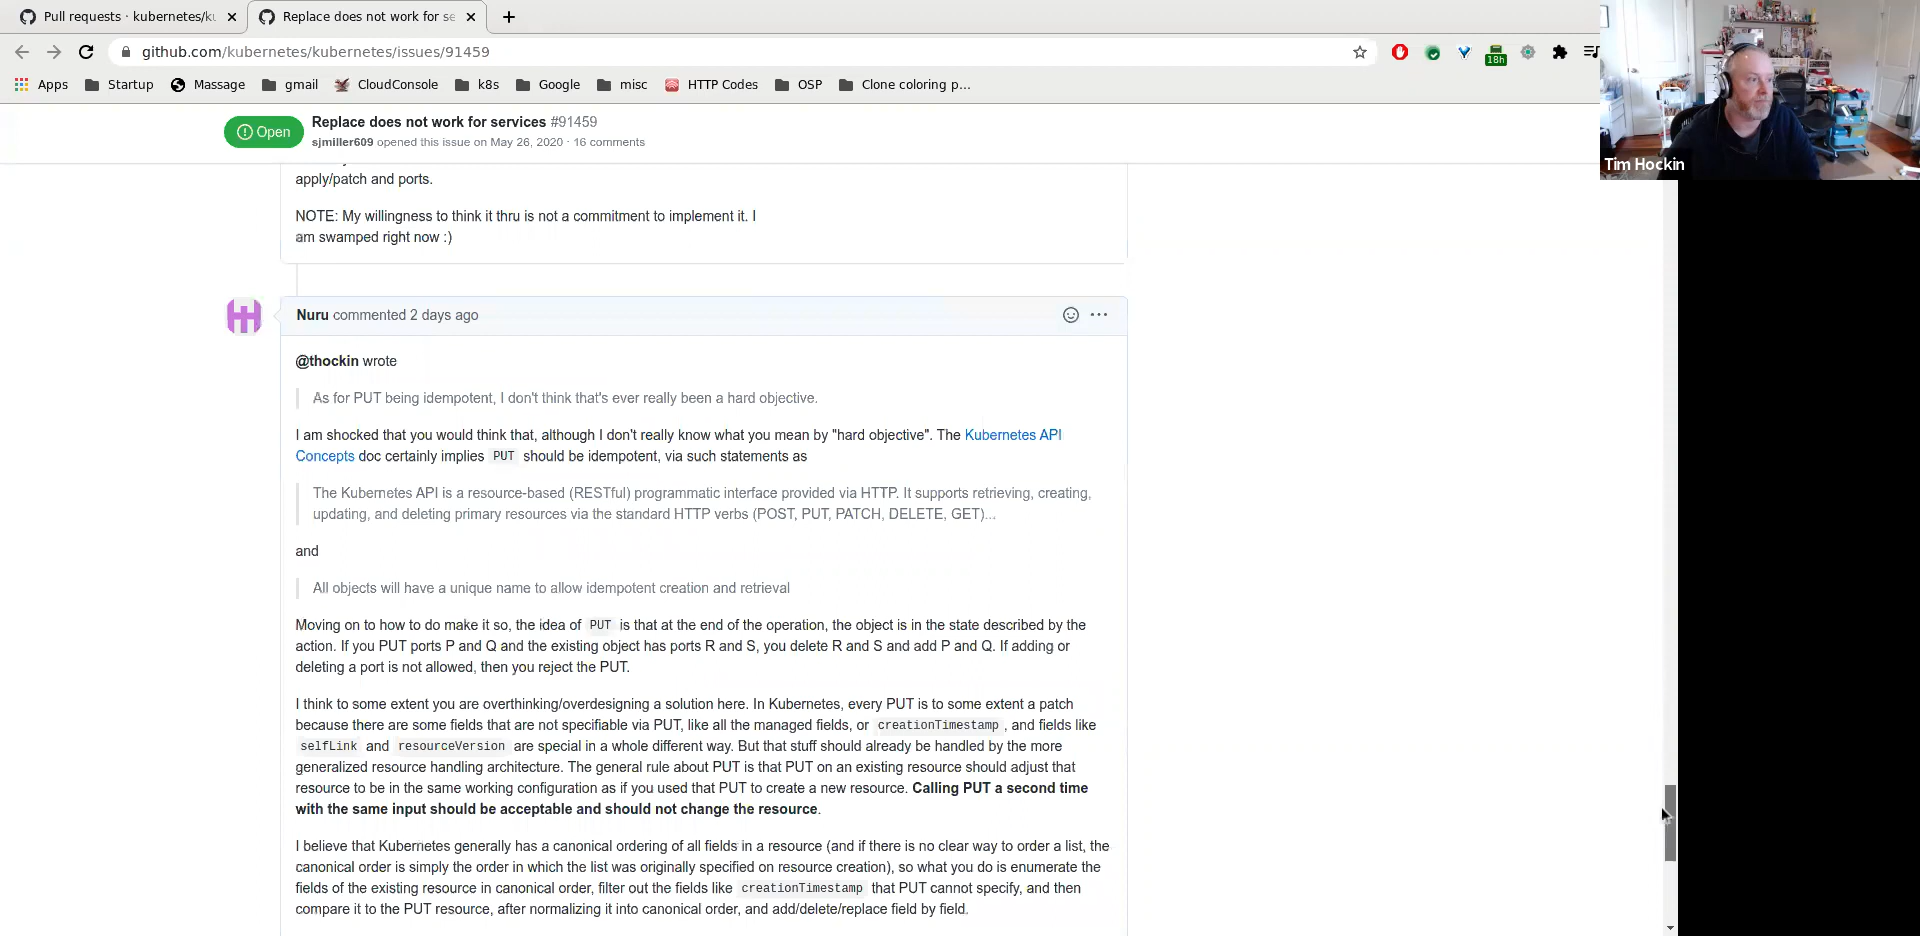 Pull requests · kubernetes/ku
Replace does not work for se
github.com/kubernetes/kubernetes/issues/91459
18h
Apps Startup Massage gmail CloudConsole k8s Google misc HTTP Codes OSP Clone coloring p...
Tim Hockin
Open
Replace does not work for services #91459
sjmiller609 opened this issue on May 26, 2020 · 16 comments
apply/patch and ports.
NOTE: My willingness to think it thru is not a commitment to implement it. I
am swamped right now :)
Nuru commented 2 days ago
@thockin wrote
As for PUT being idempotent, I don't think that's ever really been a hard objective.
I am shocked that you would think that, although I don't really know what you mean by "hard objective". The Kubernetes API
Concepts doc certainly implies PUT should be idempotent, via such statements as
The Kubernetes API is a resource-based (RESTful) programmatic interface provided via HTTP. It supports retrieving, creating,
updating, and deleting primary resources via the standard HTTP verbs (POST, PUT, PATCH, DELETE, GET)...
and
All objects will have a unique name to allow idempotent creation and retrieval
Moving on to how to do make it so, the idea of PUT is that at the end of the operation, the object is in the state described by the
action. If you PUT ports P and Q and the existing object has ports R and S, you delete R and S and add P and Q. If adding or
deleting a port is not allowed, then you reject the PUT.
I think to some extent you are overthinking/overdesigning a solution here. In Kubernetes, every PUT is to some extent a patch
because there are some fields that are not specifiable via PUT, like all the managed fields, or creationTimestamp, and fields like
selfLink and resourceVersion are special in a whole different way. But that stuff should already be handled by the more
generalized resource handling architecture. The general rule about PUT is that PUT on an existing resource should adjust that
resource to be in the same working configuration as if you used that PUT to create a new resource. Calling PUT a second time
with the same input should be acceptable and should not change the resource.
I believe that Kubernetes generally has a canonical ordering of all fields in a resource (and if there is no clear way to order a list, the
canonical order is simply the order in which the list was originally specified on resource creation), so what you do is enumerate the
fields of the existing resource in canonical order, filter out the fields like creationTimestamp that PUT cannot specify, and then
compare it to the PUT resource, after normalizing it into canonical order, and add/delete/replace field by field.